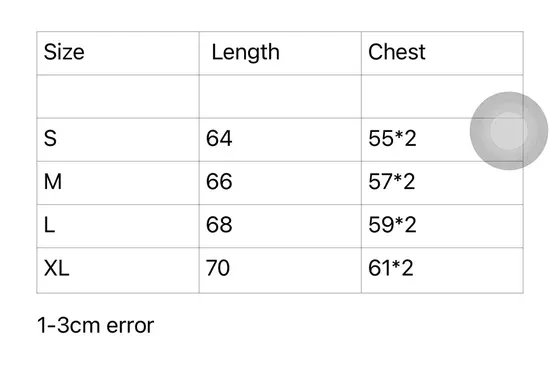 Size Length Chest
S 64 55*2
M 66 57*2
L 68 59*2
XL 70 61*2
1-3cm error